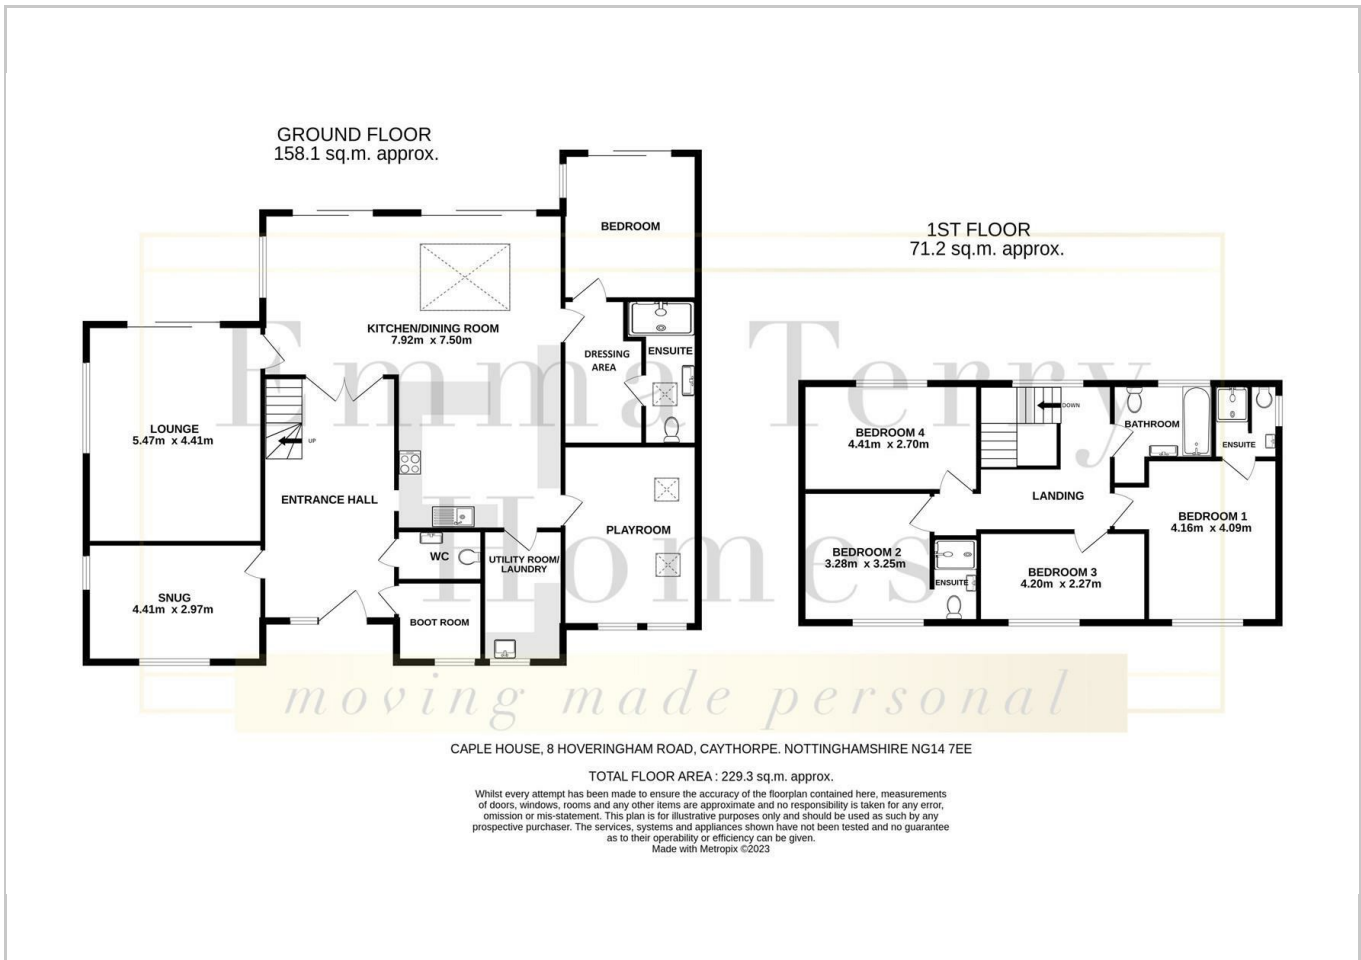 GROUND FLOOR
158.1 sq.m. approx.
BEDROOM
KITCHEN/DINING ROOM
7.92m x 7.50m
DRESSING
AREA
ENSUITE
LOUNGE
5.47m x 4.41m
UP
ENTRANCE HALL
PLAYROOM
WC
UTILITY ROOM/
LAUNDRY
SNUG
4.41m x 2.97m
BOOT ROOM
1ST FLOOR
71.2 sq.m. approx.
DOWN
BEDROOM 4
4.41m x 2.70m
BATHROOM
ENSUITE
LANDING
BEDROOM 1
4.16m x 4.09m
BEDROOM 2
3.28m x 3.25m
ENSUITE
BEDROOM 3
4.20m x 2.27m
Emma Terry
Homes
moving made personal
CAPLE HOUSE, 8 HOVERINGHAM ROAD, CAYTHORPE. NOTTINGHAMSHIRE NG14 7EE
TOTAL FLOOR AREA : 229.3 sq.m. approx.
Whilst every attempt has been made to ensure the accuracy of the floorplan contained here, measurements
of doors, windows, rooms and any other items are approximate and no responsibility is taken for any error,
omission or mis-statement. This plan is for illustrative purposes only and should be used as such by any
prospective purchaser. The services, systems and appliances shown have not been tested and no guarantee
as to their operability or efficiency can be given.
Made with Metropix ©2023